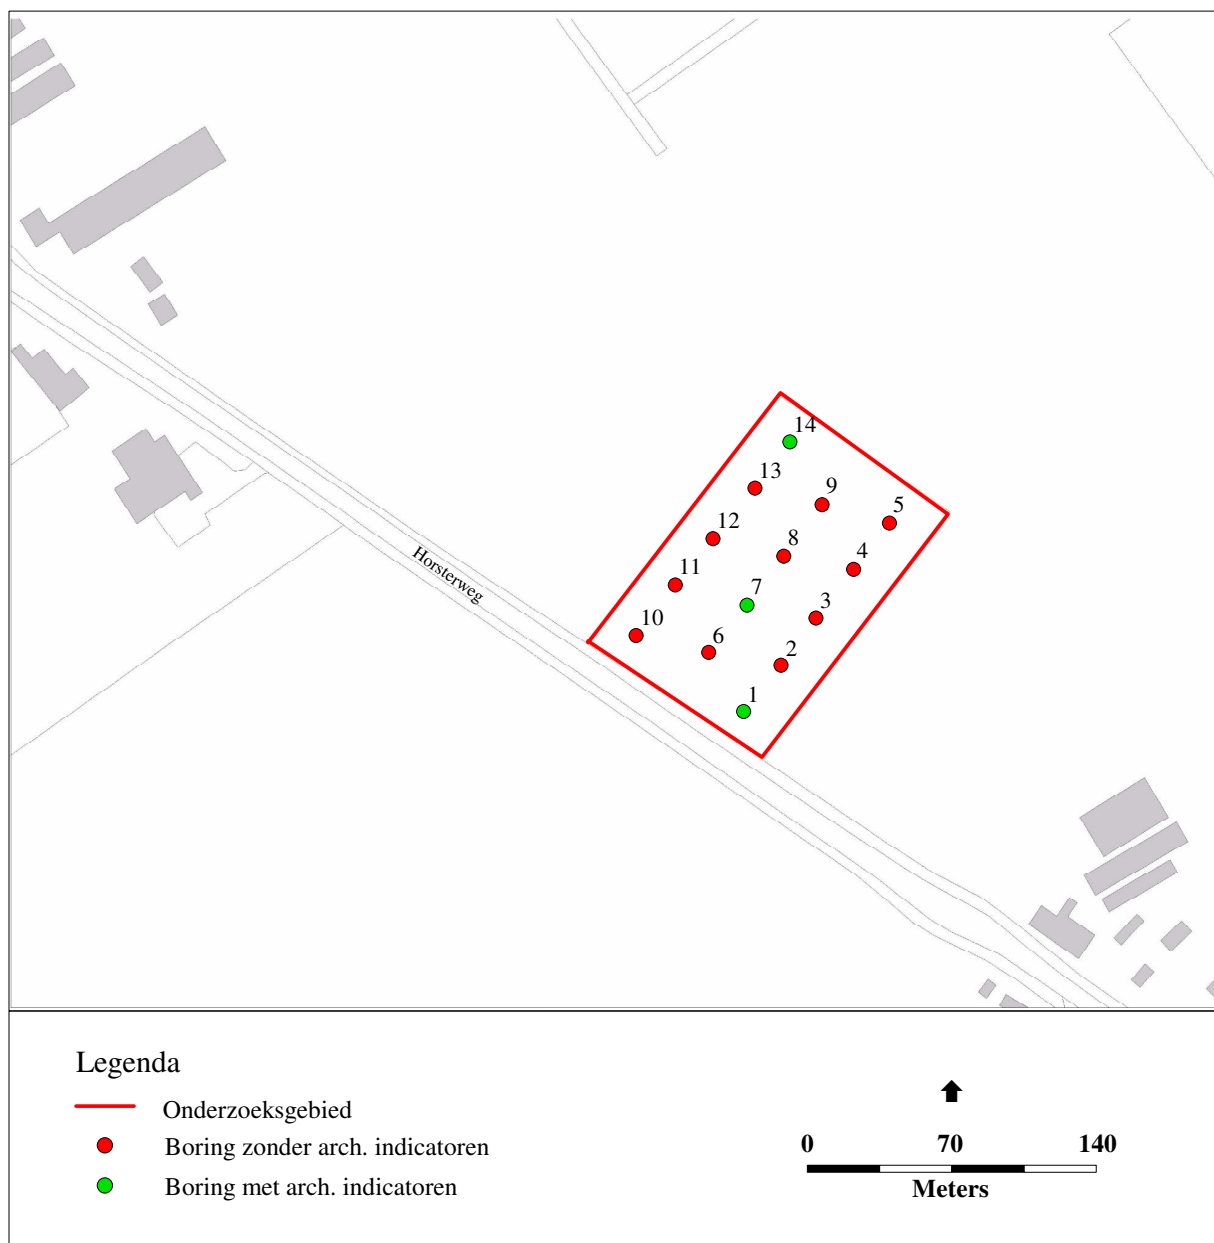 14
13
9
5
12
8
4
11
7
3
10
6
2
1
Horsterweg
Legenda
Onderzoeksgebied
Boring zonder arch. indicatoren
Boring met arch. indicatoren
0 70 140
Meters